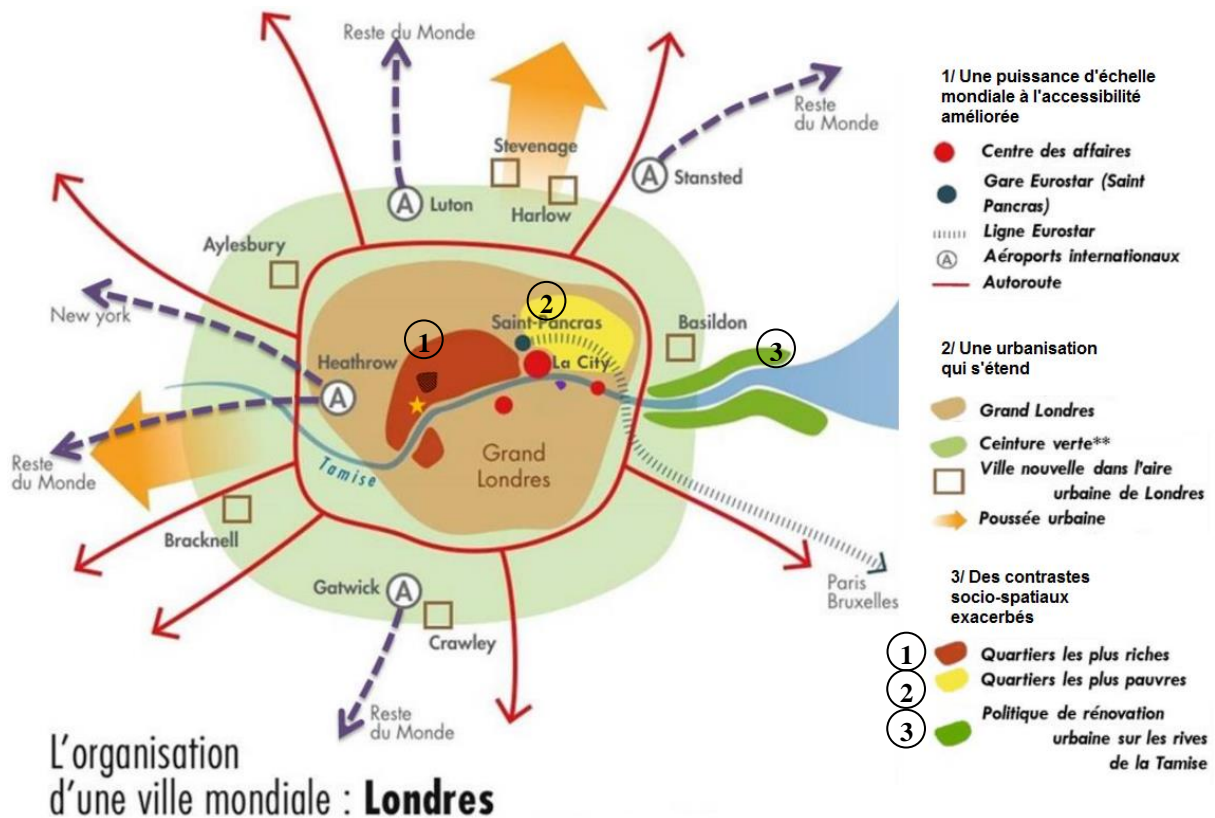 Reste du Monde
Reste
du Monde
Stevenage
A
Stansted
A
Luton
Harlow
Aylesbury
New york
2
Saint-Pancras
Basildon
1
3
Heathrow
La City
A
Grand
Londres
Tamise
Reste
du Monde
Bracknell
Gatwick
A
Crawley
Paris
Bruxelles
Reste
du Monde
L'organisation
d'une ville mondiale : Londres
1/ Une puissance d'échelle
mondiale à l'accessibilité
améliorée
Centre des affaires
Gare Eurostar (Saint
Pancras)
Ligne Eurostar
A
Aéroports internationaux
Autoroute
2/ Une urbanisation
qui s'étend
Grand Londres
Ceinture verte**
Ville nouvelle dans l'aire
urbaine de Londres
Poussée urbaine
3/ Des contrastes
socio-spatiaux
exacerbés
1 Quartiers les plus riches
2 Quartiers les plus pauvres
3 Politique de rénovation
urbaine sur les rives
de la Tamise